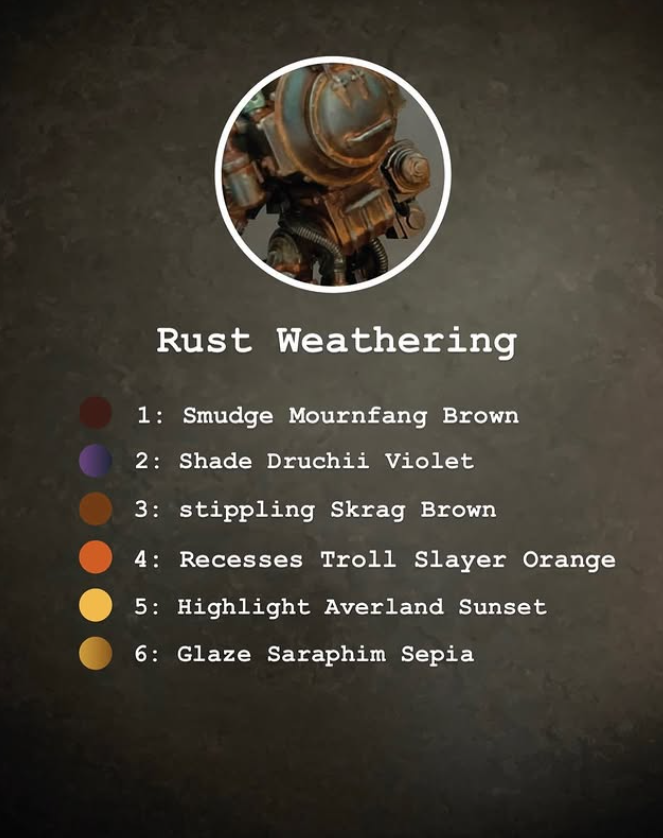 Rust Weathering
1: Smudge Mournfang Brown
2: Shade Druchii Violet
3: stippling Skrag Brown
4: Recesses Troll Slayer Orange
5: Highlight Averland Sunset
6: Glaze Saraphim Sepia